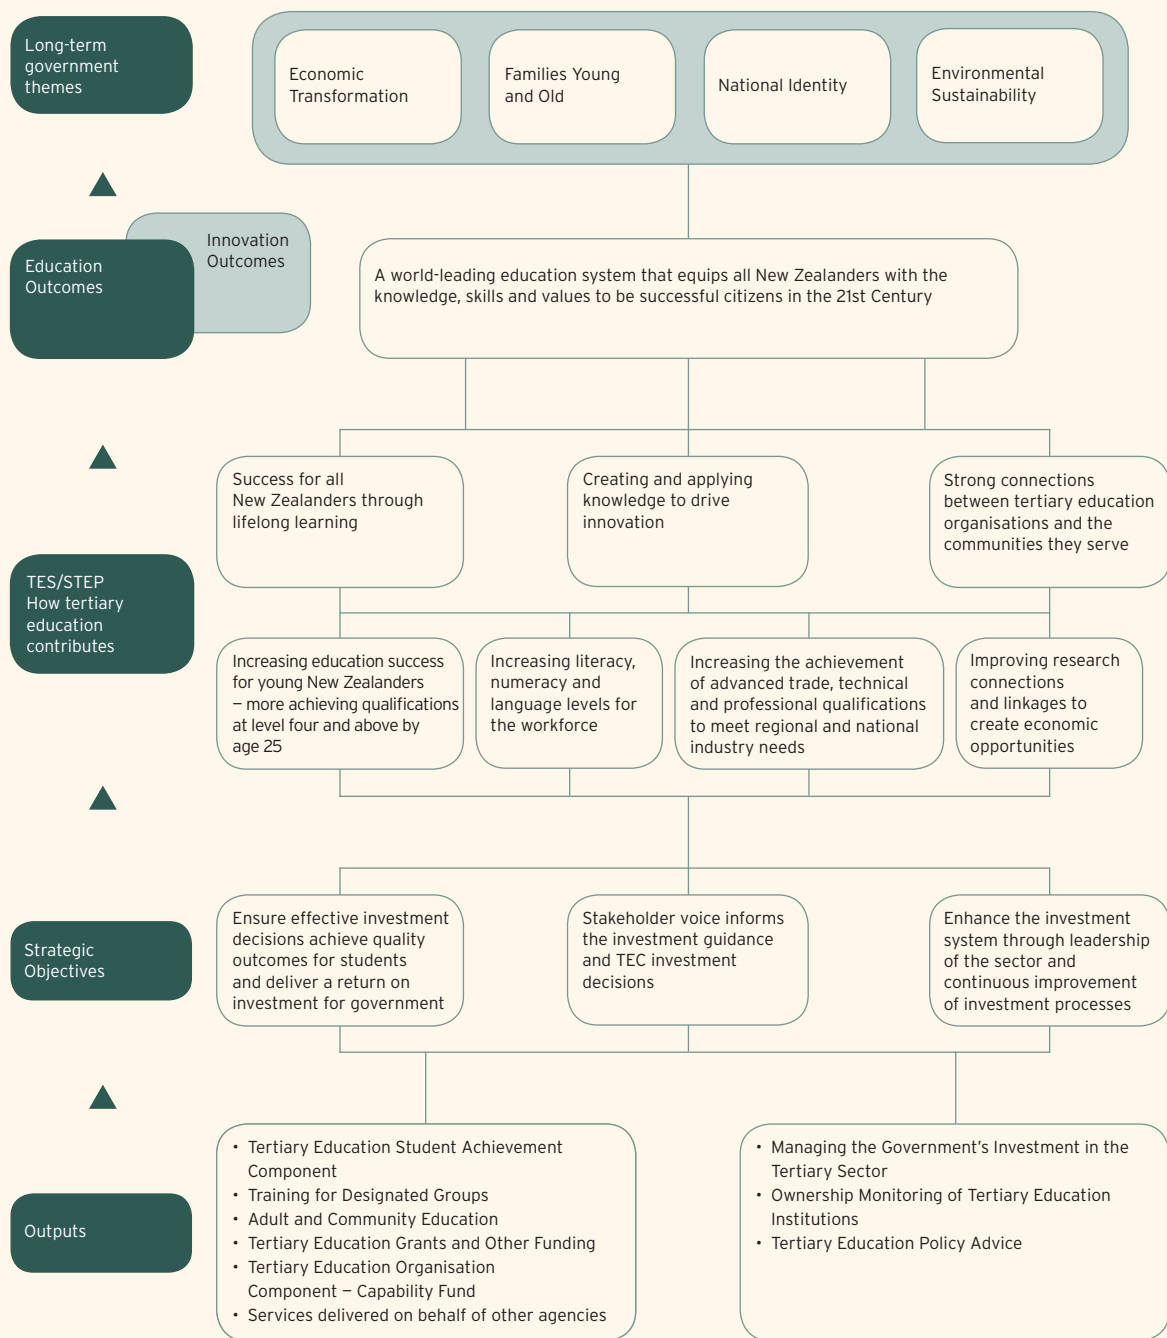 Long-term
government
themes
Economic
Transformation
Families Young
and Old
National Identity
Environmental
Sustainability
Innovation
Outcomes
Education
Outcomes
A world-leading education system that equips all New Zealanders with the
knowledge, skills and values to be successful citizens in the 21st Century
Success for all
New Zealanders through
lifelong learning
Creating and applying
knowledge to drive
innovation
Strong connections
between tertiary education
organisations and the
communities they serve
TES/STEP
How tertiary
education
contributes
Increasing education success
for young New Zealanders
– more achieving qualifications
at level four and above by
age 25
Increasing literacy,
numeracy and
language levels for
the workforce
Increasing the achievement
of advanced trade, technical
and professional qualifications
to meet regional and national
industry needs
Improving research
connections
and linkages to
create economic
opportunities
Strategic
Objectives
Ensure effective investment
decisions achieve quality
outcomes for students
and deliver a return on
investment for government
Stakeholder voice informs
the investment guidance
and TEC investment
decisions
Enhance the investment
system through leadership
of the sector and
continuous improvement
of investment processes
Outputs
• Tertiary Education Student Achievement
Component
• Training for Designated Groups
• Adult and Community Education
• Tertiary Education Grants and Other Funding
• Tertiary Education Organisation
Component – Capability Fund
• Services delivered on behalf of other agencies
• Managing the Government’s Investment in the
Tertiary Sector
• Ownership Monitoring of Tertiary Education
Institutions
• Tertiary Education Policy Advice